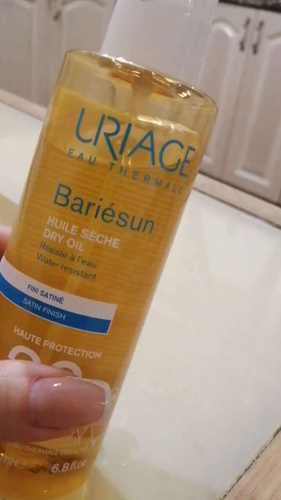 URIAGE
EAU THERMALE
Bariésun
HUILE SÈCHE
DRY OIL
Résiste à l'eau
Water resistant
FINI SATINÉ
SATIN FINISH
HAUTE PROTECTION
6.8 fl.oz